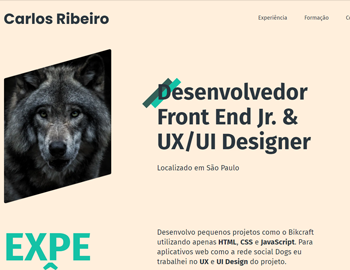 Carlos Ribeiro
Experiência Formação
Desenvolvedor
Front End Jr. &
UX/UI Designer
Localizado em São Paulo
EXPE
Desenvolvo pequenos projetos como o Bikcraft
utilizando apenas HTML, CSS e JavaScript. Para
aplicativos web como a rede social Dogs eu
trabalhei no UX e UI Design do projeto.